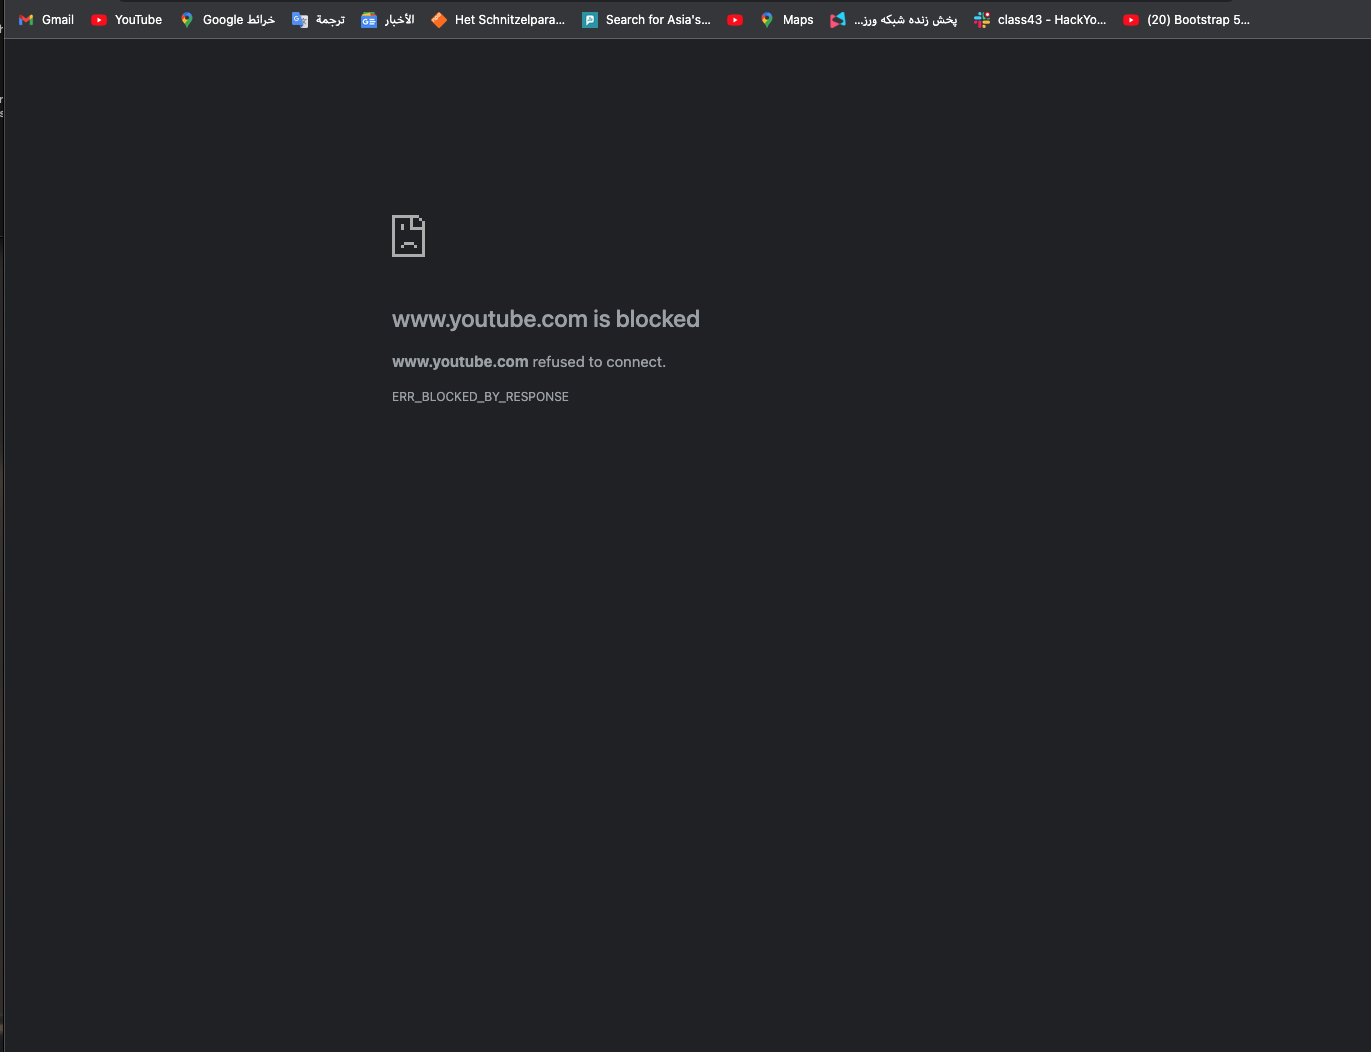 Gmail YouTube Google خرائط ترجمة الأخبار Het Schnitzelpara... Search for Asia's... Maps پخش زنده شبکه ورز... class43 - HackYo... (20) Bootstrap 5...
www.youtube.com is blocked
www.youtube.com refused to connect.
ERR_BLOCKED_BY_RESPONSE